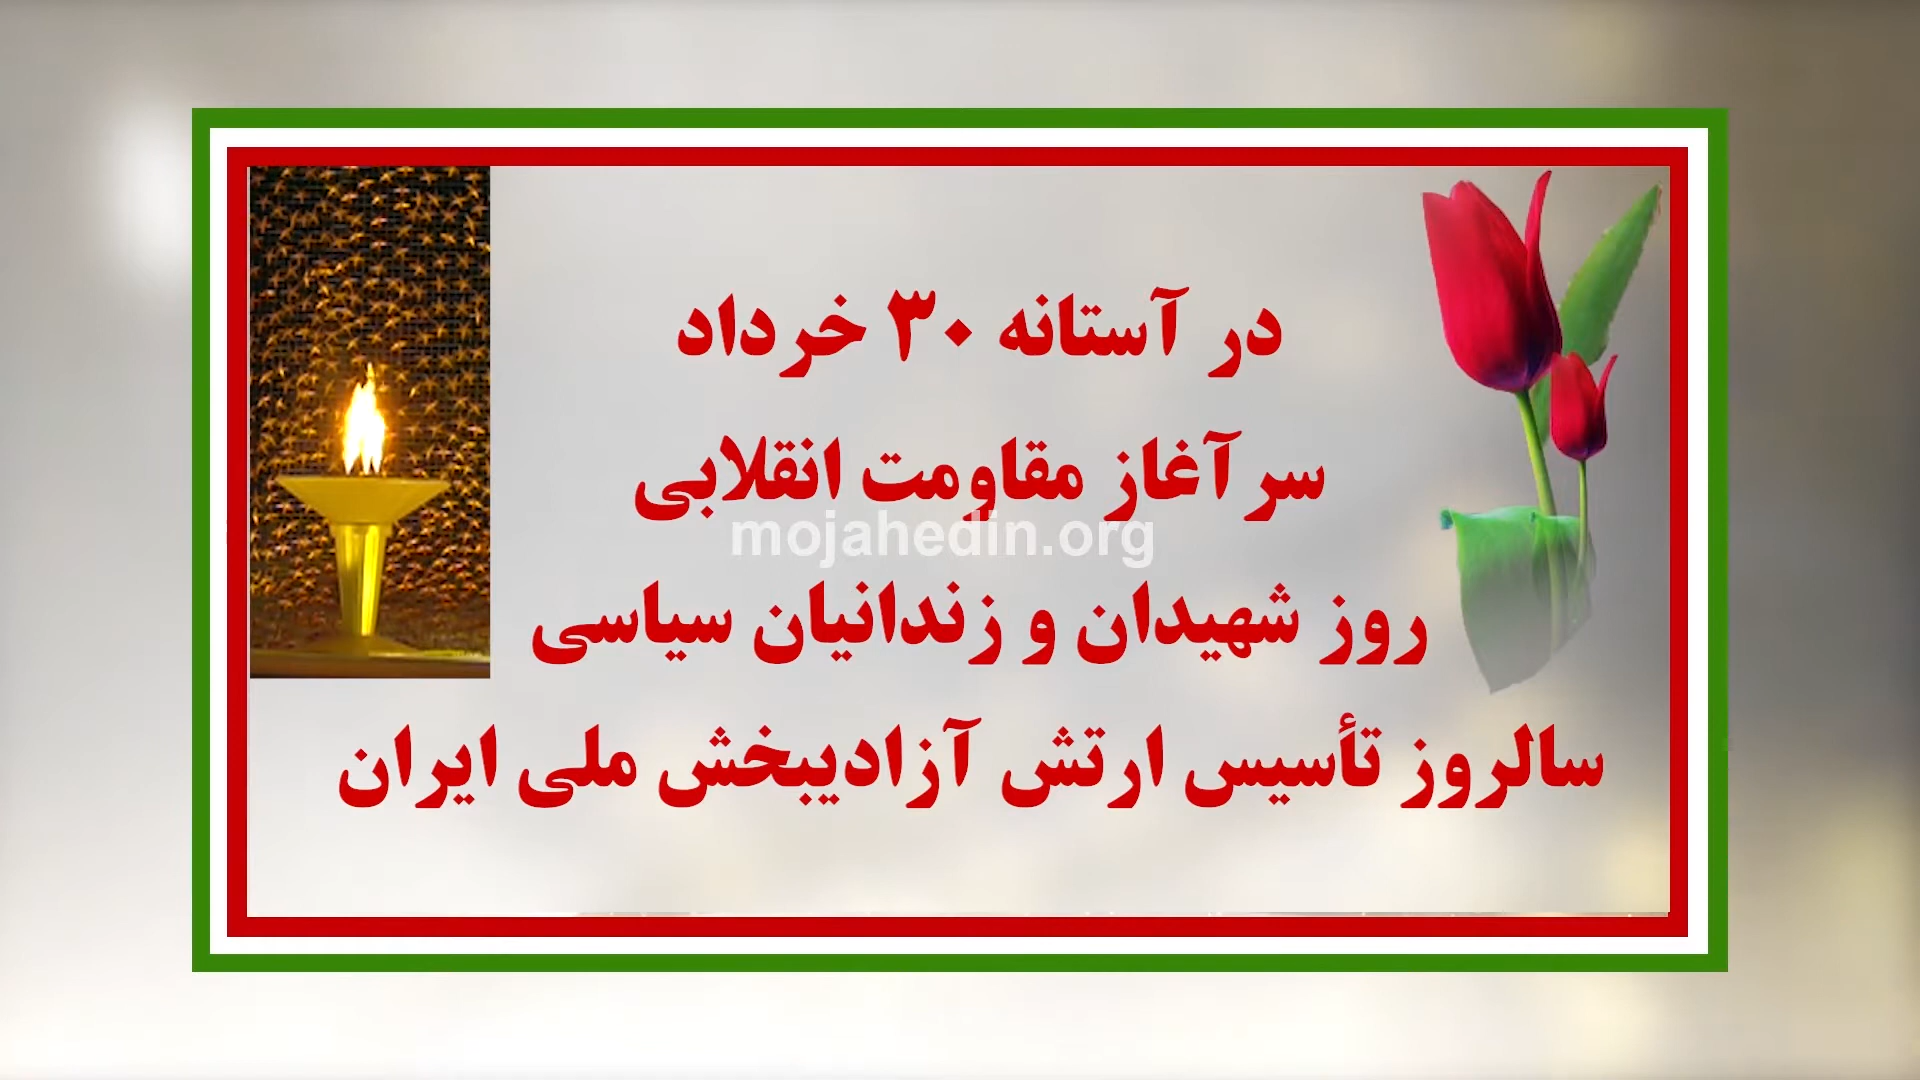 در آستانه ۳۰ خرداد
سرآغاز مقاومت انقلابی
mojahedin.org
روز شهیدان و زندانیان سیاسی
سالروز تأسیس ارتش آزادیبخش ملی ایران